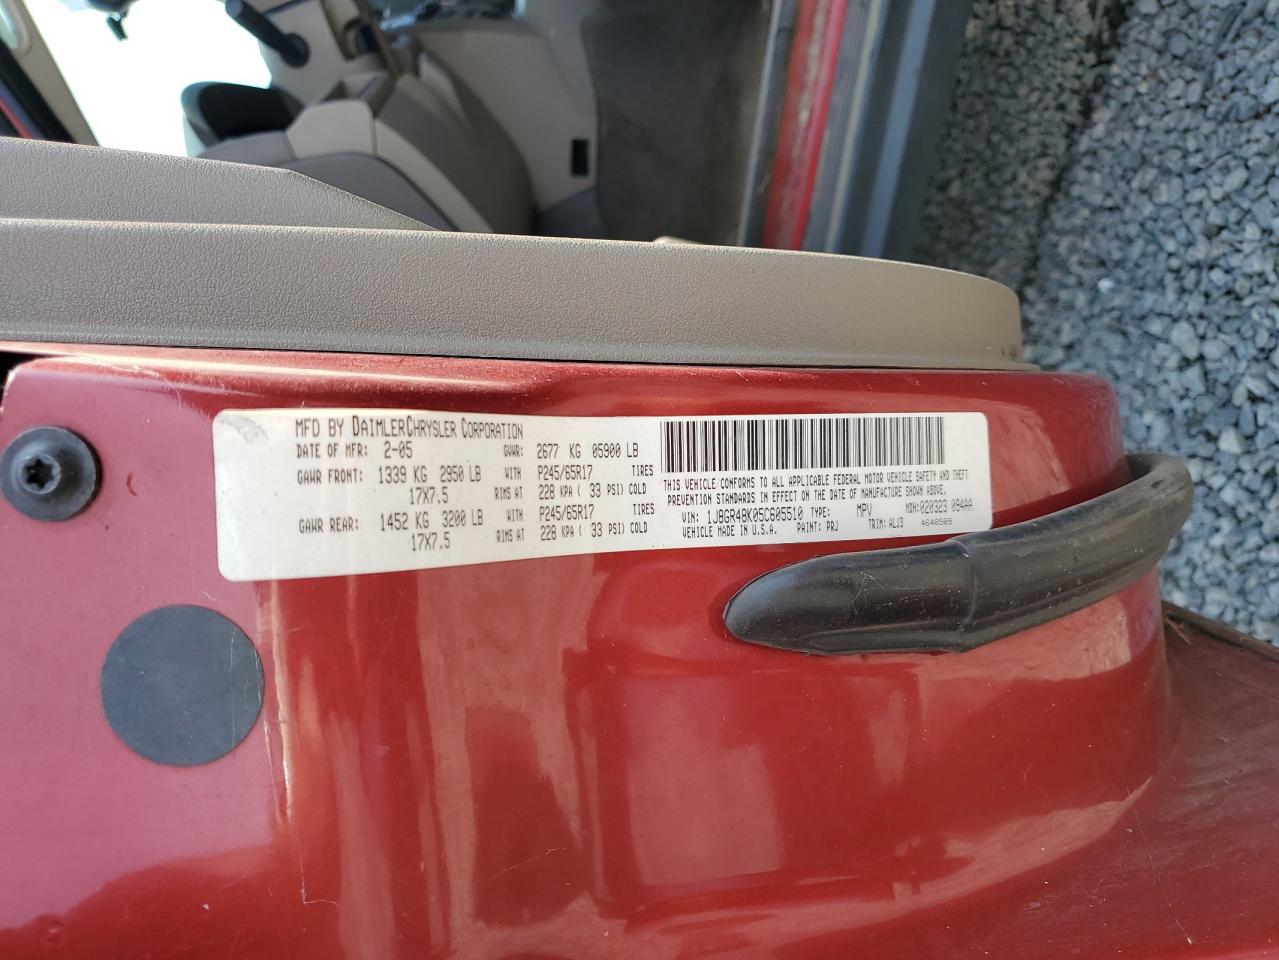 MFD BY DAIMLERCHRYSLER CORPORATION
DATE OF MFR: 2-05 GVWR: 2677 KG 05900 LB
GAWR FRONT: 1339 KG 2950 LB WITH P245/65R17 TIRES
17X7.5 RIMS AT 228 KPA ( 33 PSI) COLD
GAWR REAR: 1452 KG 3200 LB WITH P245/65R17 TIRES
17X7.5 RIMS AT 228 KPA ( 33 PSI) COLD
THIS VEHICLE CONFORMS TO ALL APPLICABLE FEDERAL MOTOR VEHICLE SAFETY AND THEFT
PREVENTION STANDARDS IN EFFECT ON THE DATE OF MANUFACTURE SHOWN ABOVE.
VIN: 1J8GR48K05C605510 TYPE: MPV MDH:020323 094AA
VEHICLE MADE IN U.S.A. PAINT: PRJ TRIM: ALJ3 4648509